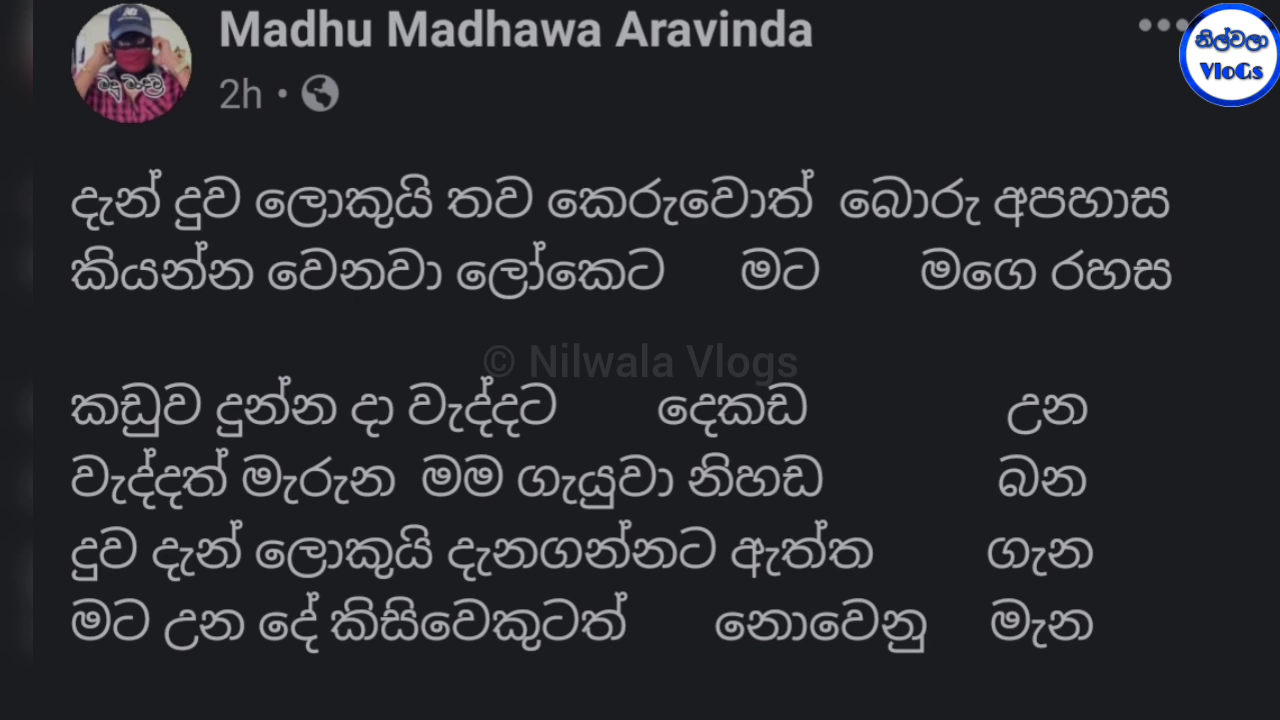 Madhu Madhawa Aravinda
2h
නිල්වලා
VloGs
දැන් දුව ලොකුයි තව කෙරුවොත් බොරු අපහාස
කියන්න වෙනවා ලෝකෙට මට මගෙ රහස
© Nilwala Vlogs
කඩුව දුන්න දා වැද්දට දෙකඩ උන
වැද්දත් මැරුන මම ගැයුවා නිහඩ බන
දුව දැන් ලොකුයි දැනගන්නට ඇත්ත ගැන
මට උන දේ කිසිවෙකුටත් නොවෙනු මැන